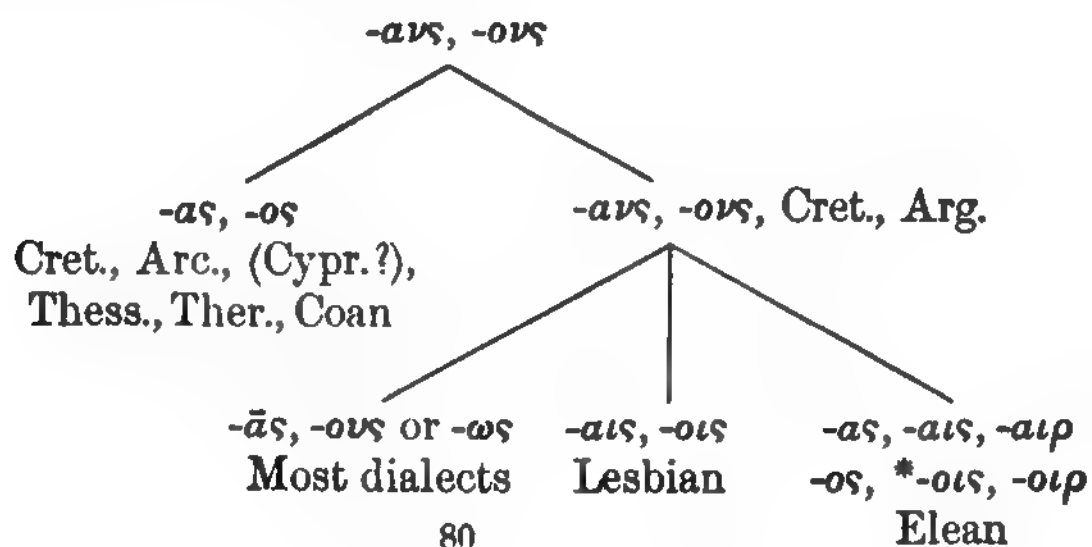 -ανς, -ονς
-ας, -ος
-ανς, -ονς, Cret., Arg.
Cret., Arc., (Cypr.?),
Thess., Ther., Coan
-ᾱς, -ους or -ως
-αις, -οις
-ας, -αις, -αιρ
Most dialects
Lesbian
-ος, *-οις, -οιρ
Elean
80